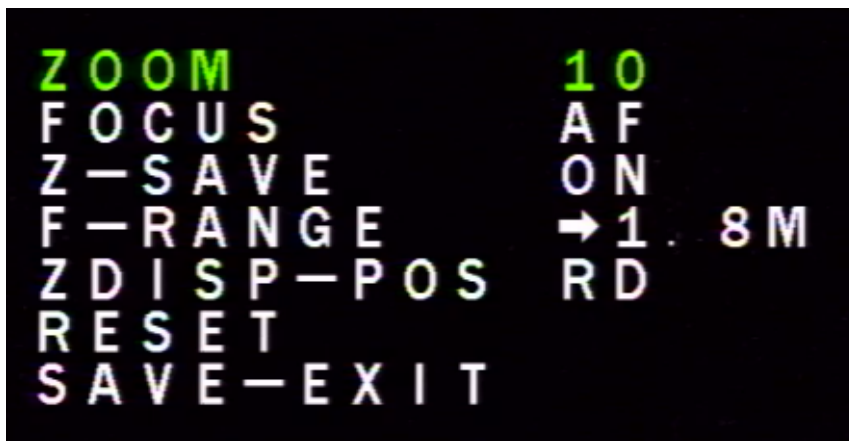 ZOOM 10
FOCUS AF
Z-SAVE ON
F-RANGE ➡1.8M
ZDISP-POS RD
RESET
SAVE-EXIT